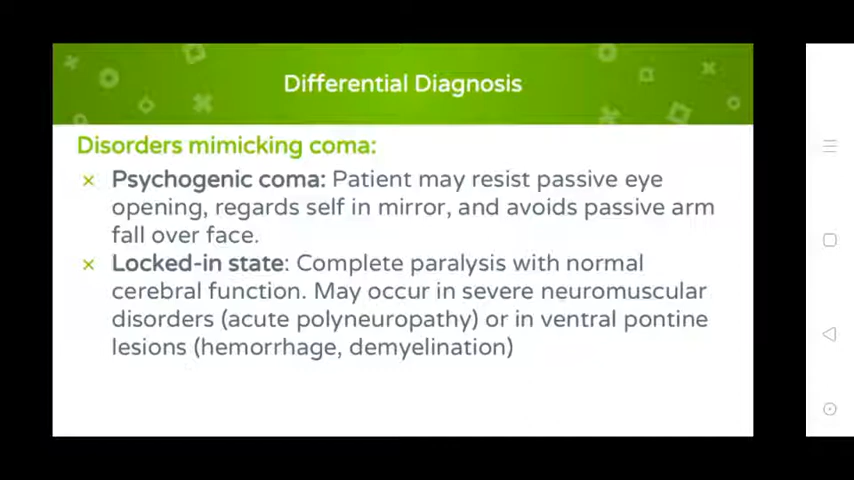 Differential Diagnosis
Disorders mimicking coma:
Psychogenic coma: Patient may resist passive eye
opening, regards self in mirror, and avoids passive arm
fall over face.
Locked-in state: Complete paralysis with normal
cerebral function. May occur in severe neuromuscular
disorders (acute polyneuropathy) or in ventral pontine
lesions (hemorrhage, demyelination)